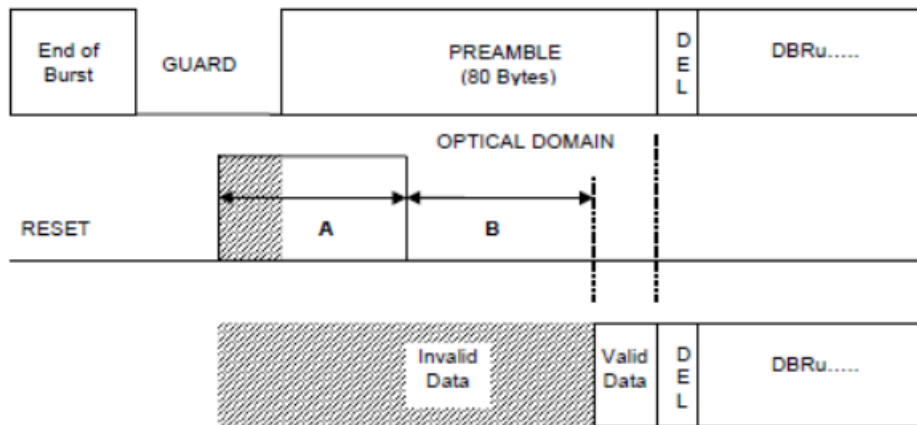 End of
Burst
GUARD
PREAMBLE
(80 Bytes)
D
E
L
DBRu.....
OPTICAL DOMAIN
RESET
A
B
Invalid
Data
Valid
Data
D
E
L
DBRu.....